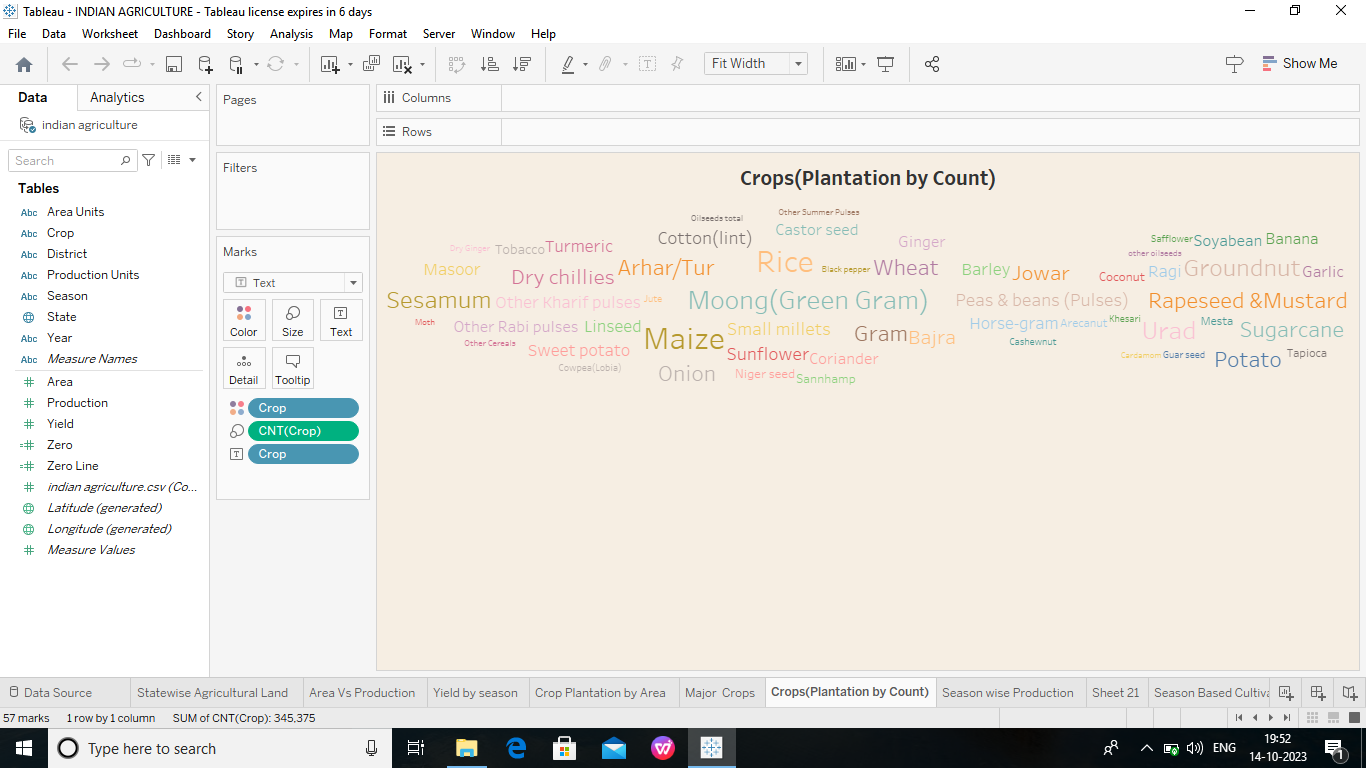 Tableau - INDIAN AGRICULTURE - Tableau license expires in 6 days
File Data Worksheet Dashboard Story Analysis Map Format Server Window Help
Fit Width
Show Me
Data Analytics
indian agriculture
Search
Tables
Abc Area Units
Abc Crop
Abc District
Abc Production Units
Abc Season
State
Abc Year
Abc Measure Names
Area
Production
Yield
Zero
Zero Line
indian agriculture.csv (Co...
Latitude (generated)
Longitude (generated)
Measure Values
Pages
Filters
Marks
T Text
Color Size Text
Detail Tooltip
Crop
CNT(Crop)
Crop
Columns
Rows
Crops(Plantation by Count)
Oilseeds total Other Summer Pulses
Cotton(lint) Castor seed
Dry Ginger Tobacco Turmeric Ginger Safflower Soyabean Banana
other oilseeds
Masoor Dry chillies Arhar/Tur Rice Black pepper Wheat Barley Jowar Coconut Ragi Groundnut Garlic
Sesamum Other Kharif pulses Jute Moong(Green Gram) Peas & beans (Pulses) Rapeseed &Mustard
Moth Other Rabi pulses Linseed Maize Small millets Gram Bajra Horse-gram Arecanut Khesari Urad Mesta Sugarcane
Other Cereals Sweet potato Sunflower Coriander Cashewnut Cardamom Guar seed Potato Tapioca
Cowpea(Lobia) Onion Niger seed Sannhamp
Data Source Statewise Agricultural Land Area Vs Production Yield by season Crop Plantation by Area Major Crops Crops(Plantation by Count) Season wise Production Sheet 21 Season Based Cultiva
57 marks 1 row by 1 column SUM of CNT(Crop): 345,375
Type here to search
ENG
19:52
14-10-2023
1